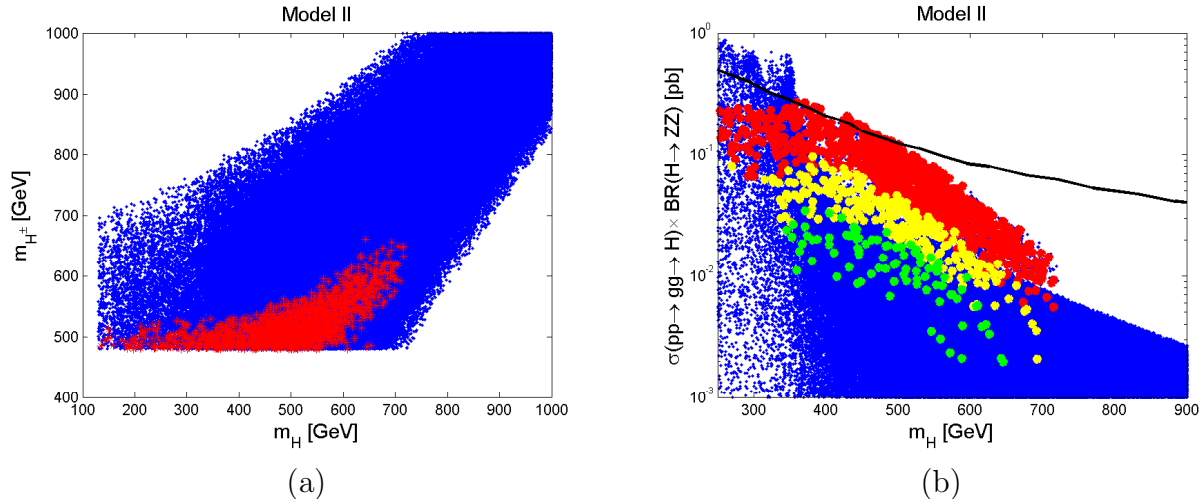 Model II
1000
900
800
700
600
500
400
m_H± [GeV]
100 200 300 400 500 600 700 800 900 1000
m_H [GeV]
(a)
Model II
10^0
10^-1
10^-2
10^-3
σ(pp→ gg→ H)× BR(H→ ZZ) [pb]
300 400 500 600 700 800 900
m_H [GeV]
(b)